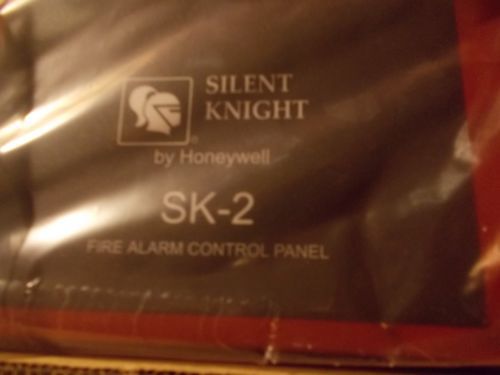 SILENT
KNIGHT
by Honeywell
SK-2
FIRE ALARM CONTROL PANEL